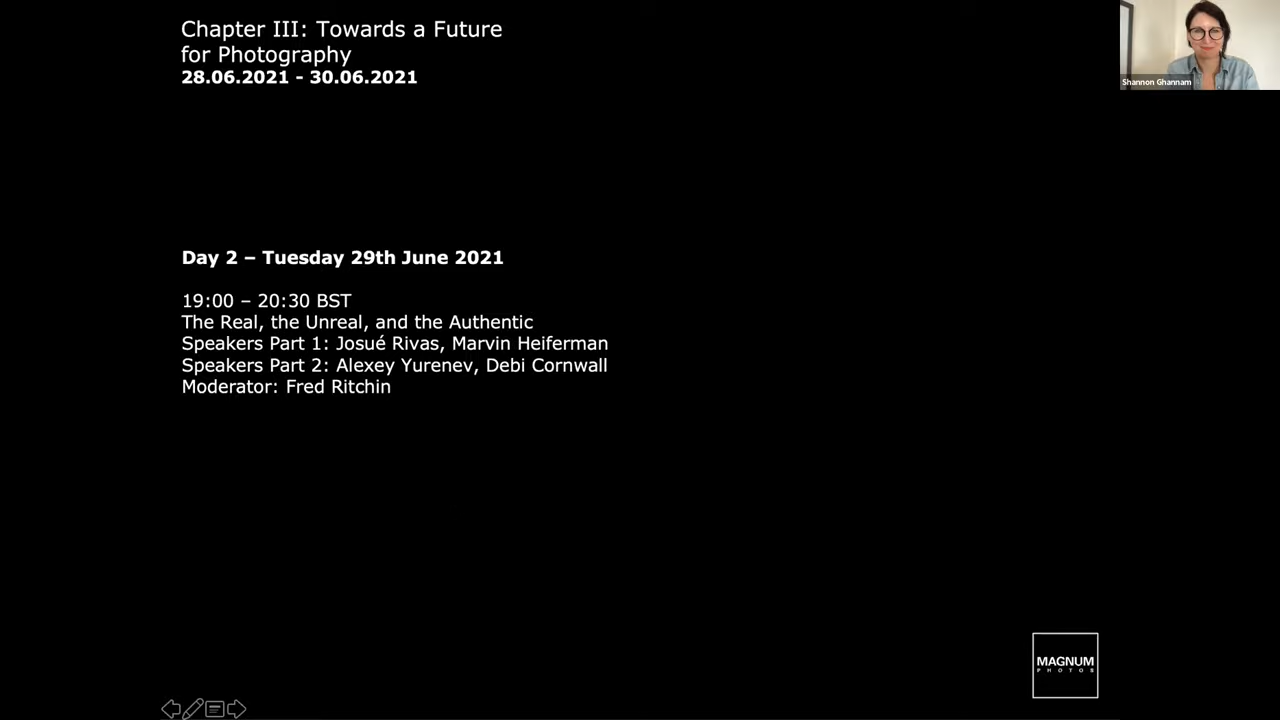 Chapter III: Towards a Future
for Photography
28.06.2021 - 30.06.2021
Shannon Ghannam
Day 2 – Tuesday 29th June 2021
19:00 – 20:30 BST
The Real, the Unreal, and the Authentic
Speakers Part 1: Josué Rivas, Marvin Heiferman
Speakers Part 2: Alexey Yurenev, Debi Cornwall
Moderator: Fred Ritchin
MAGNUM
PHOTOS